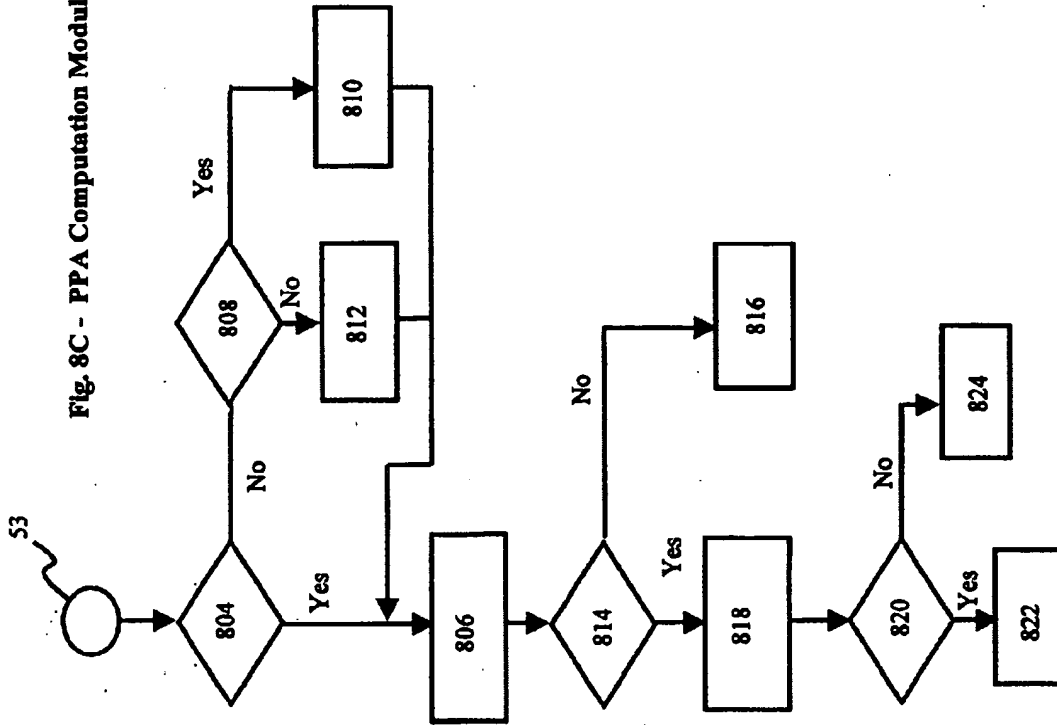 Fig. 8C - PPA Computation Modul
53
804
No
Yes
808
Yes
No
810
812
806
814
No
Yes
816
818
820
No
Yes
824
822